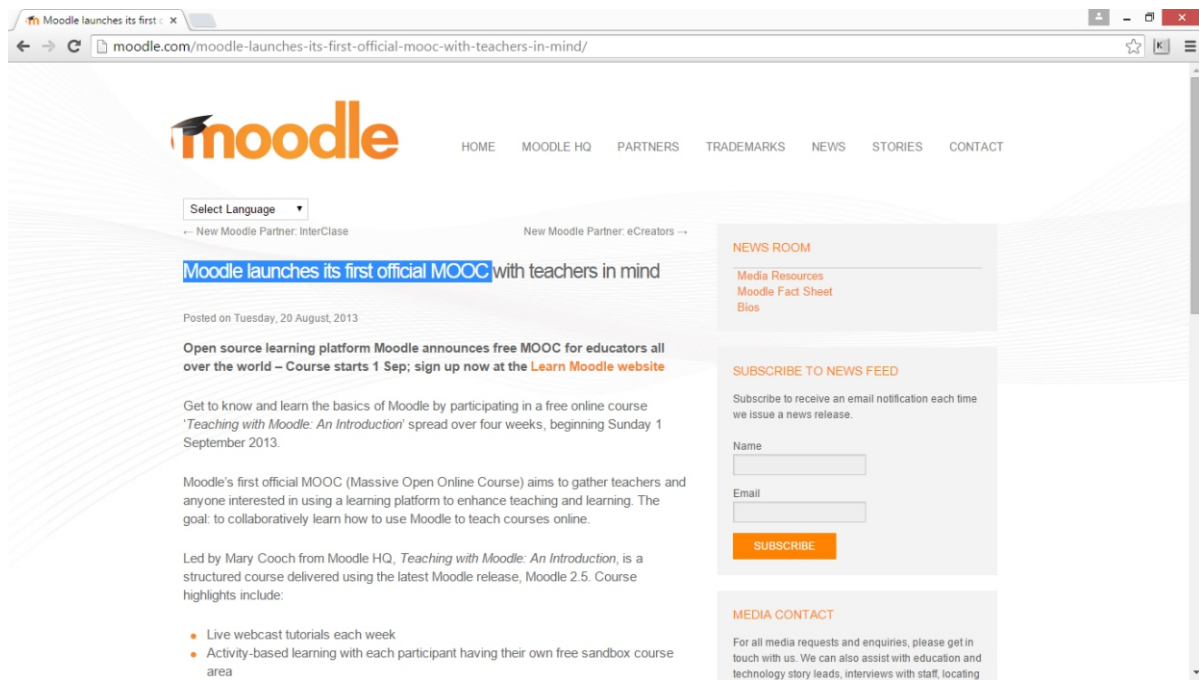 Moodle launches its first c
moodle.com/moodle-launches-its-first-official-mooc-with-teachers-in-mind/
moodle
HOME MOODLE HQ PARTNERS TRADEMARKS NEWS STORIES CONTACT
Select Language
← New Moodle Partner: InterClase
New Moodle Partner: eCreators →
Moodle launches its first official MOOC with teachers in mind
Posted on Tuesday, 20 August, 2013
Open source learning platform Moodle announces free MOOC for educators all
over the world – Course starts 1 Sep; sign up now at the Learn Moodle website
Get to know and learn the basics of Moodle by participating in a free online course
'Teaching with Moodle: An Introduction' spread over four weeks, beginning Sunday 1
September 2013.
Moodle's first official MOOC (Massive Open Online Course) aims to gather teachers and
anyone interested in using a learning platform to enhance teaching and learning. The
goal: to collaboratively learn how to use Moodle to teach courses online.
Led by Mary Cooch from Moodle HQ, Teaching with Moodle: An Introduction, is a
structured course delivered using the latest Moodle release, Moodle 2.5. Course
highlights include:
Live webcast tutorials each week
Activity-based learning with each participant having their own free sandbox course
area
NEWS ROOM
Media Resources
Moodle Fact Sheet
Bios
SUBSCRIBE TO NEWS FEED
Subscribe to receive an email notification each time
we issue a news release.
Name
Email
SUBSCRIBE
MEDIA CONTACT
For all media requests and enquiries, please get in
touch with us. We can also assist with education and
technology story leads, interviews with staff, locating